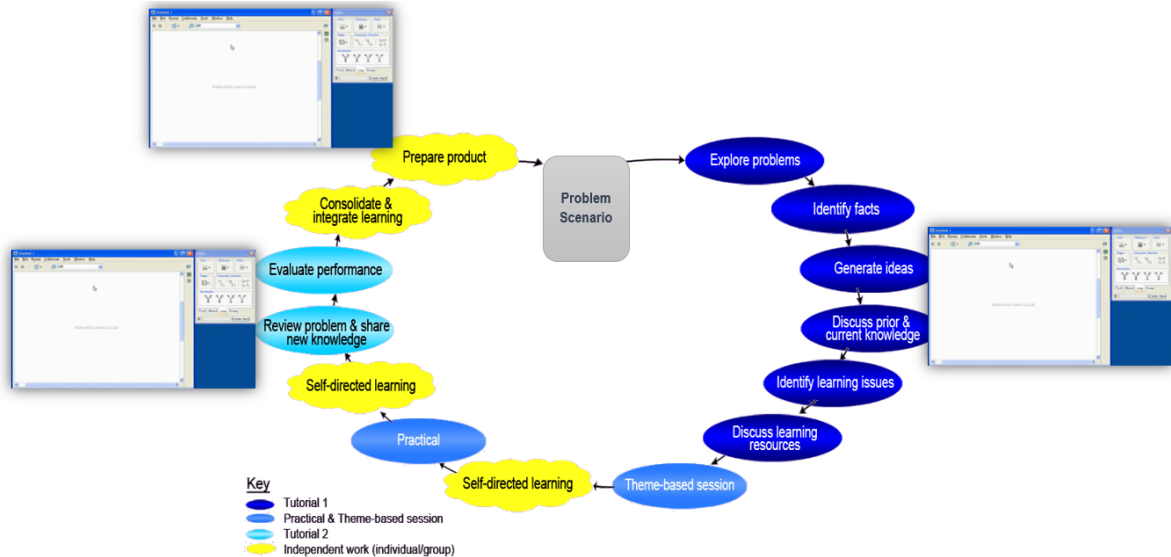 Problem
Scenario
Explore problems
Identify facts
Generate ideas
Discuss prior &
current knowledge
Identify learning issues
Discuss learning
resources
Theme-based session
Self-directed learning
Practical
Self-directed learning
Review problem & share
new knowledge
Evaluate performance
Consolidate &
integrate learning
Prepare product
Key
Tutorial 1
Practical & Theme-based session
Tutorial 2
Independent work (individual/group)